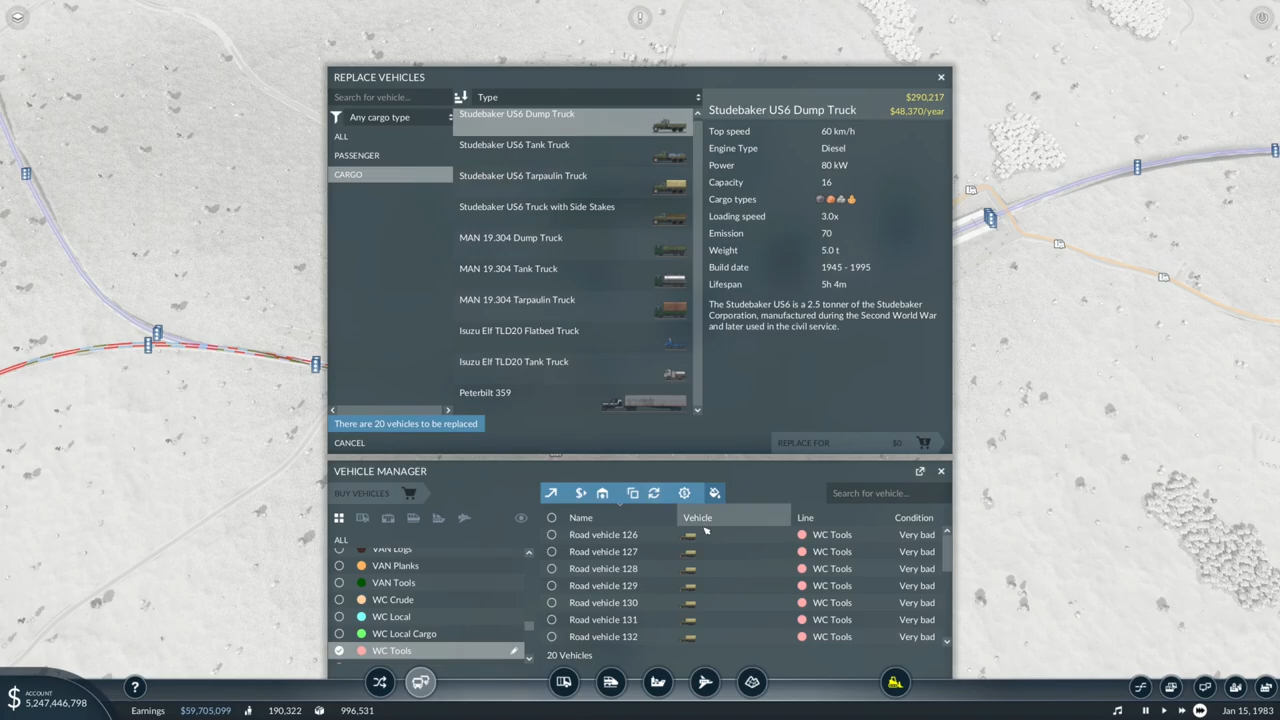 REPLACE VEHICLES
Search for vehicle...
Type
Any cargo type
ALL
PASSENGER
CARGO
Studebaker US6 Dump Truck
Studebaker US6 Tank Truck
Studebaker US6 Tarpaulin Truck
Studebaker US6 Truck with Side Stakes
MAN 19.304 Dump Truck
MAN 19.304 Tank Truck
MAN 19.304 Tarpaulin Truck
Isuzu Elf TLD20 Flatbed Truck
Isuzu Elf TLD20 Tank Truck
Peterbilt 359
$290,217
Studebaker US6 Dump Truck
$48,370/year
Top speed 60 km/h
Engine Type Diesel
Power 80 kW
Capacity 16
Cargo types
Loading speed 3.0x
Emission 70
Weight 5.0 t
Build date 1945 - 1995
Lifespan 5h 4m
The Studebaker US6 is a 2.5 tonner of the Studebaker
Corporation, manufactured during the Second World War
and later used in the civil service.
There are 20 vehicles to be replaced
CANCEL
REPLACE FOR $0
VEHICLE MANAGER
BUY VEHICLES
Search for vehicle...
ALL
VAN Logs
VAN Planks
VAN Tools
WC Crude
WC Local
WC Local Cargo
WC Tools
Name Vehicle Line Condition
Road vehicle 126 WC Tools Very bad
Road vehicle 127 WC Tools Very bad
Road vehicle 128 WC Tools Very bad
Road vehicle 129 WC Tools Very bad
Road vehicle 130 WC Tools Very bad
Road vehicle 131 WC Tools Very bad
Road vehicle 132 WC Tools Very bad
20 Vehicles
$ ACCOUNT
5,247,446,798
?
Earnings $59,705,099 190,322 996,531
Jan 15, 1983